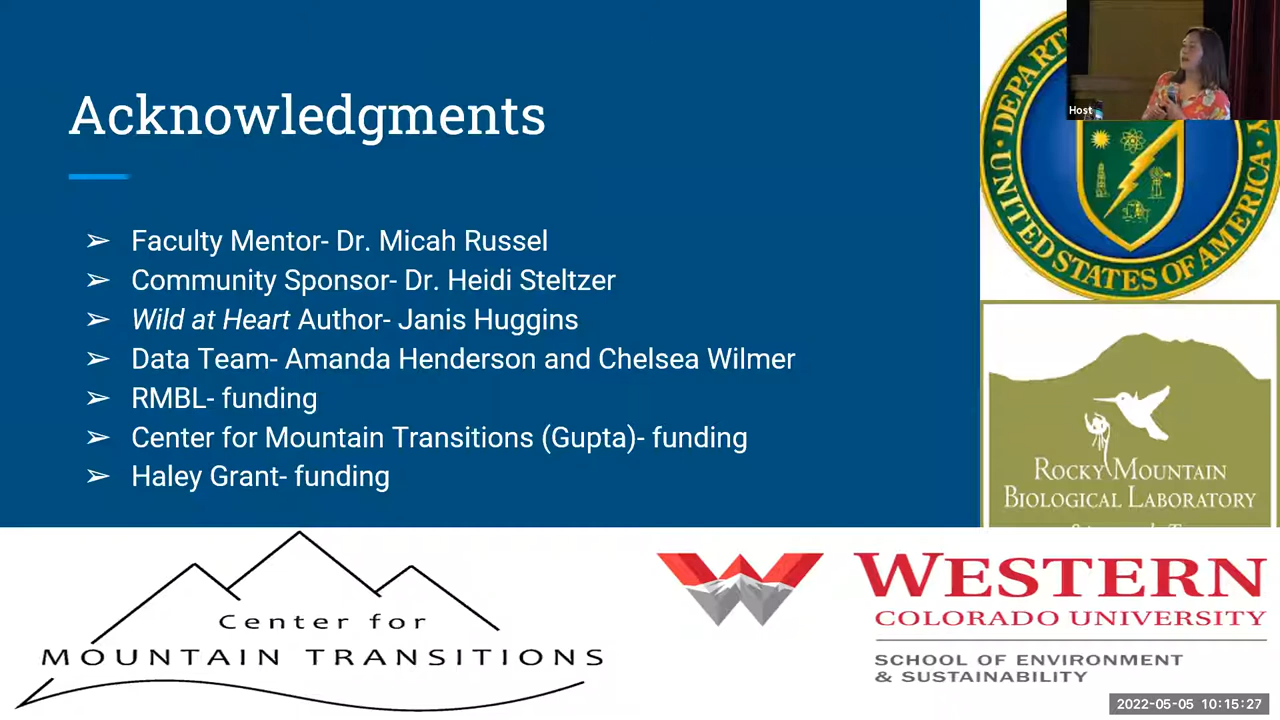 Acknowledgments
➢ Faculty Mentor- Dr. Micah Russel
➢ Community Sponsor- Dr. Heidi Steltzer
➢ Wild at Heart Author- Janis Huggins
➢ Data Team- Amanda Henderson and Chelsea Wilmer
➢ RMBL- funding
➢ Center for Mountain Transitions (Gupta)- funding
➢ Haley Grant- funding
Host
UNITED STATES OF AMERICA
ROCKY MOUNTAIN
BIOLOGICAL LABORATORY
Center for
MOUNTAIN TRANSITIONS
WESTERN
COLORADO UNIVERSITY
SCHOOL OF ENVIRONMENT
& SUSTAINABILITY
2022-05-05 10:15:27